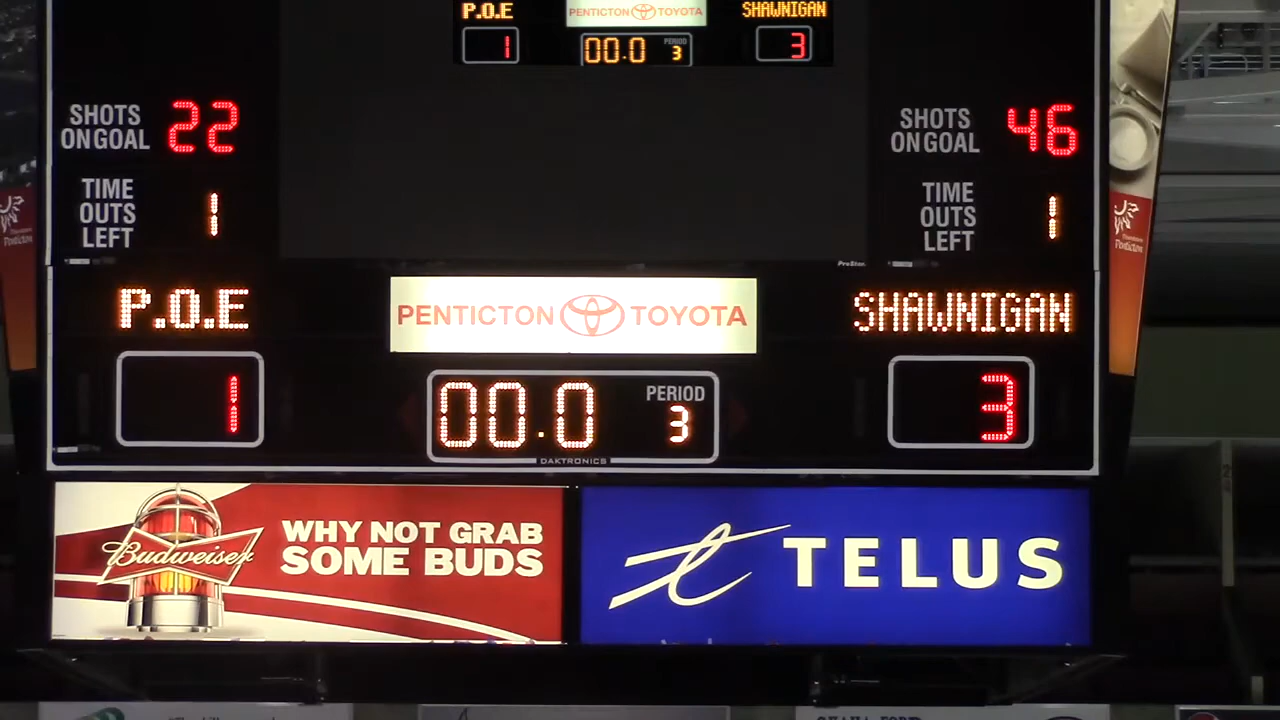 P.O.E
PENTICTON TOYOTA
SHAWNIGAN
1
00.0
PERIOD
3
3
SHOTS
ON GOAL
22
SHOTS
ON GOAL
46
TIME
OUTS
LEFT
1
TIME
OUTS
LEFT
1
P.O.E
PENTICTON TOYOTA
SHAWNIGAN
1
00.0
PERIOD
3
3
DAKTRONICS
Budweiser
WHY NOT GRAB
SOME BUDS
TELUS
Penticton